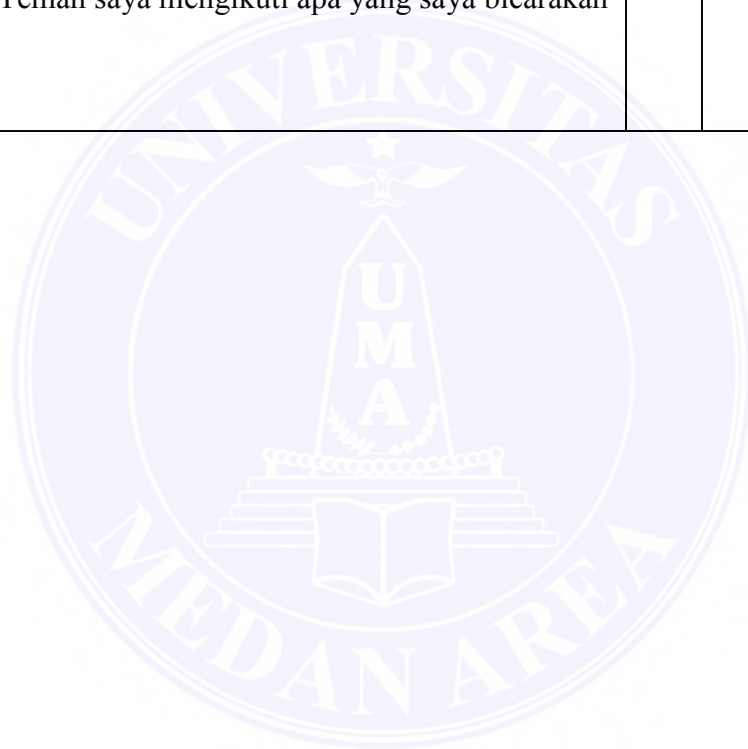 Teman saya mengikuti apa yang saya bicarakan
UNIVERSITAS
UMA
MEDAN AREA